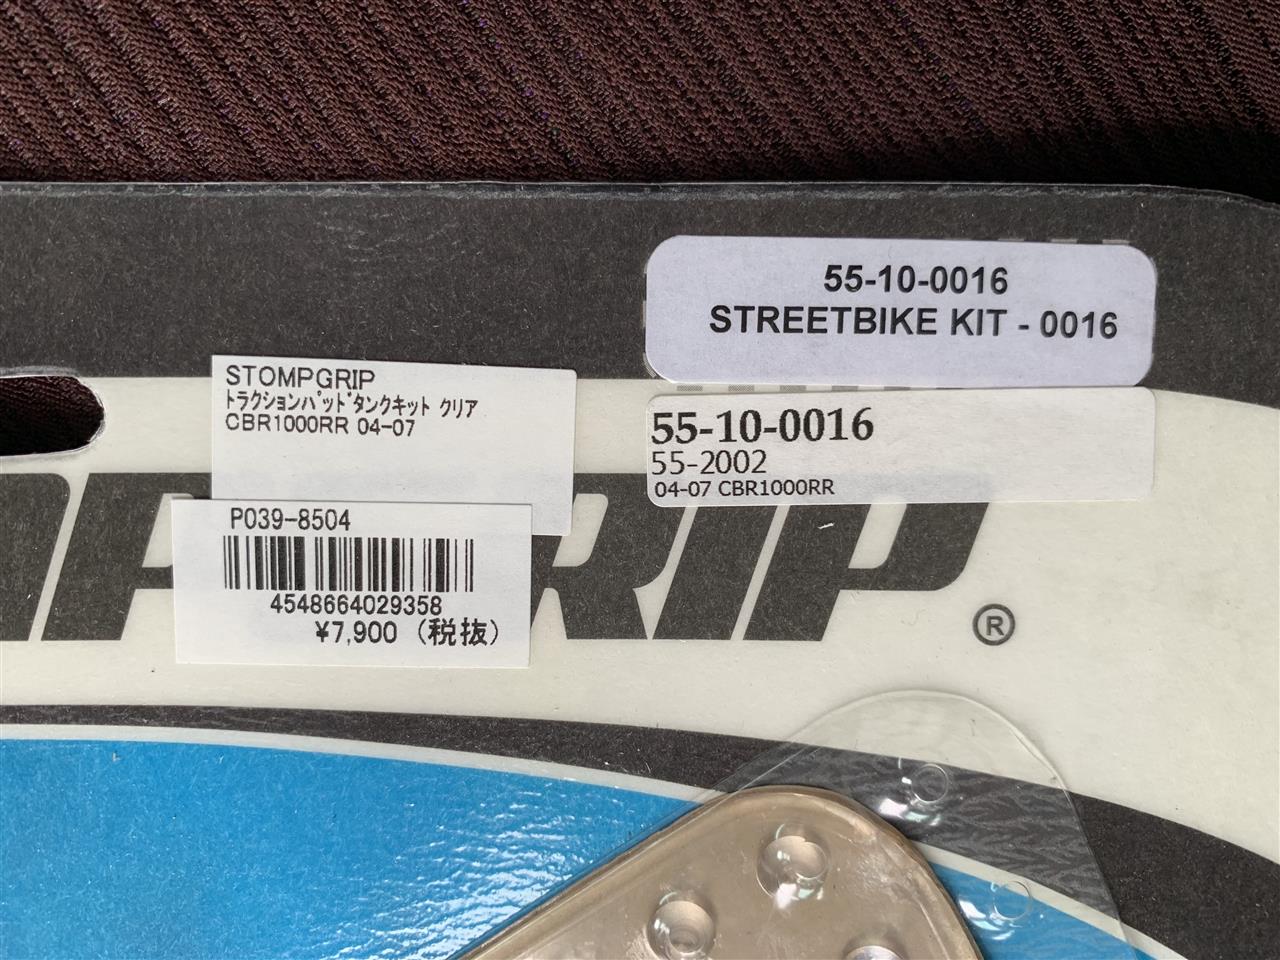 55-10-0016
STREETBIKE KIT - 0016
STOMPGRIP
ﾄﾗｸｼｮﾝﾊﾟｯﾄﾞﾀﾝｸｷｯﾄ ｸﾘｱ
CBR1000RR 04-07
55-10-0016
55-2002
04-07 CBR1000RR
P039-8504
4548664029358
¥7,900 (税抜)
RIP®